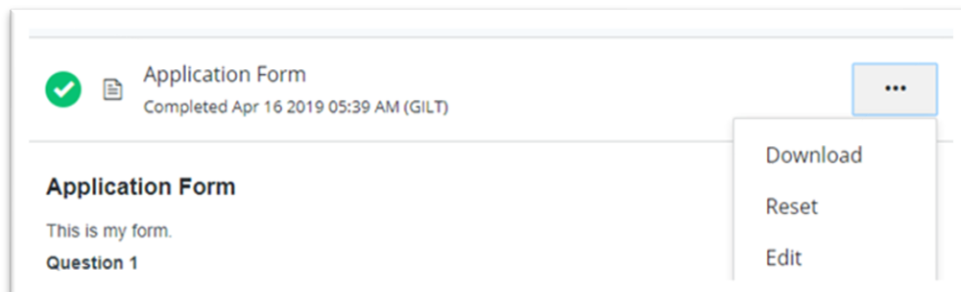 Application Form
Completed Apr 16 2019 05:39 AM (GILT)
...
Download
Reset
Edit
Application Form
This is my form.
Question 1